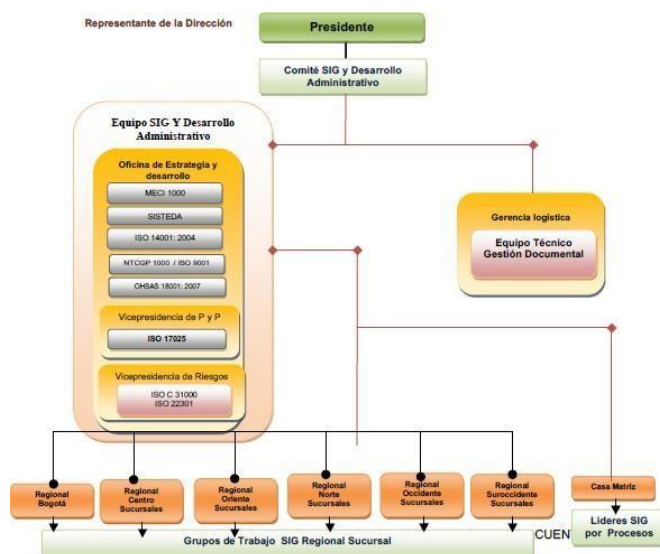 Representante de la Dirección
Presidente
Comité SIG y Desarrollo
Administrativo
Equipo SIG Y Desarrollo
Administrativo
Oficina de Estrategia y
desarrollo
MECI 1000
SISTEDA
ISO 14001: 2004
NTCGP 1000 / ISO 9001
OHSAS 18001: 2007
Vicepresidencia de P y P
ISO 17025
Vicepresidencia de Riesgos
ISO C 31000
ISO 22301
Gerencia logística
Equipo Técnico
Gestión Documental
Regional
Bogotá
Regional
Centro
Sucursales
Regional
Oriente
Sucursales
Regional
Norte
Sucursales
Regional
Occidente
Sucursales
Regional
Suroccidente
Sucursales
Casa Matriz
Grupos de Trabajo SIG Regional Sucursal
CUEN
Líderes SIG
por Procesos